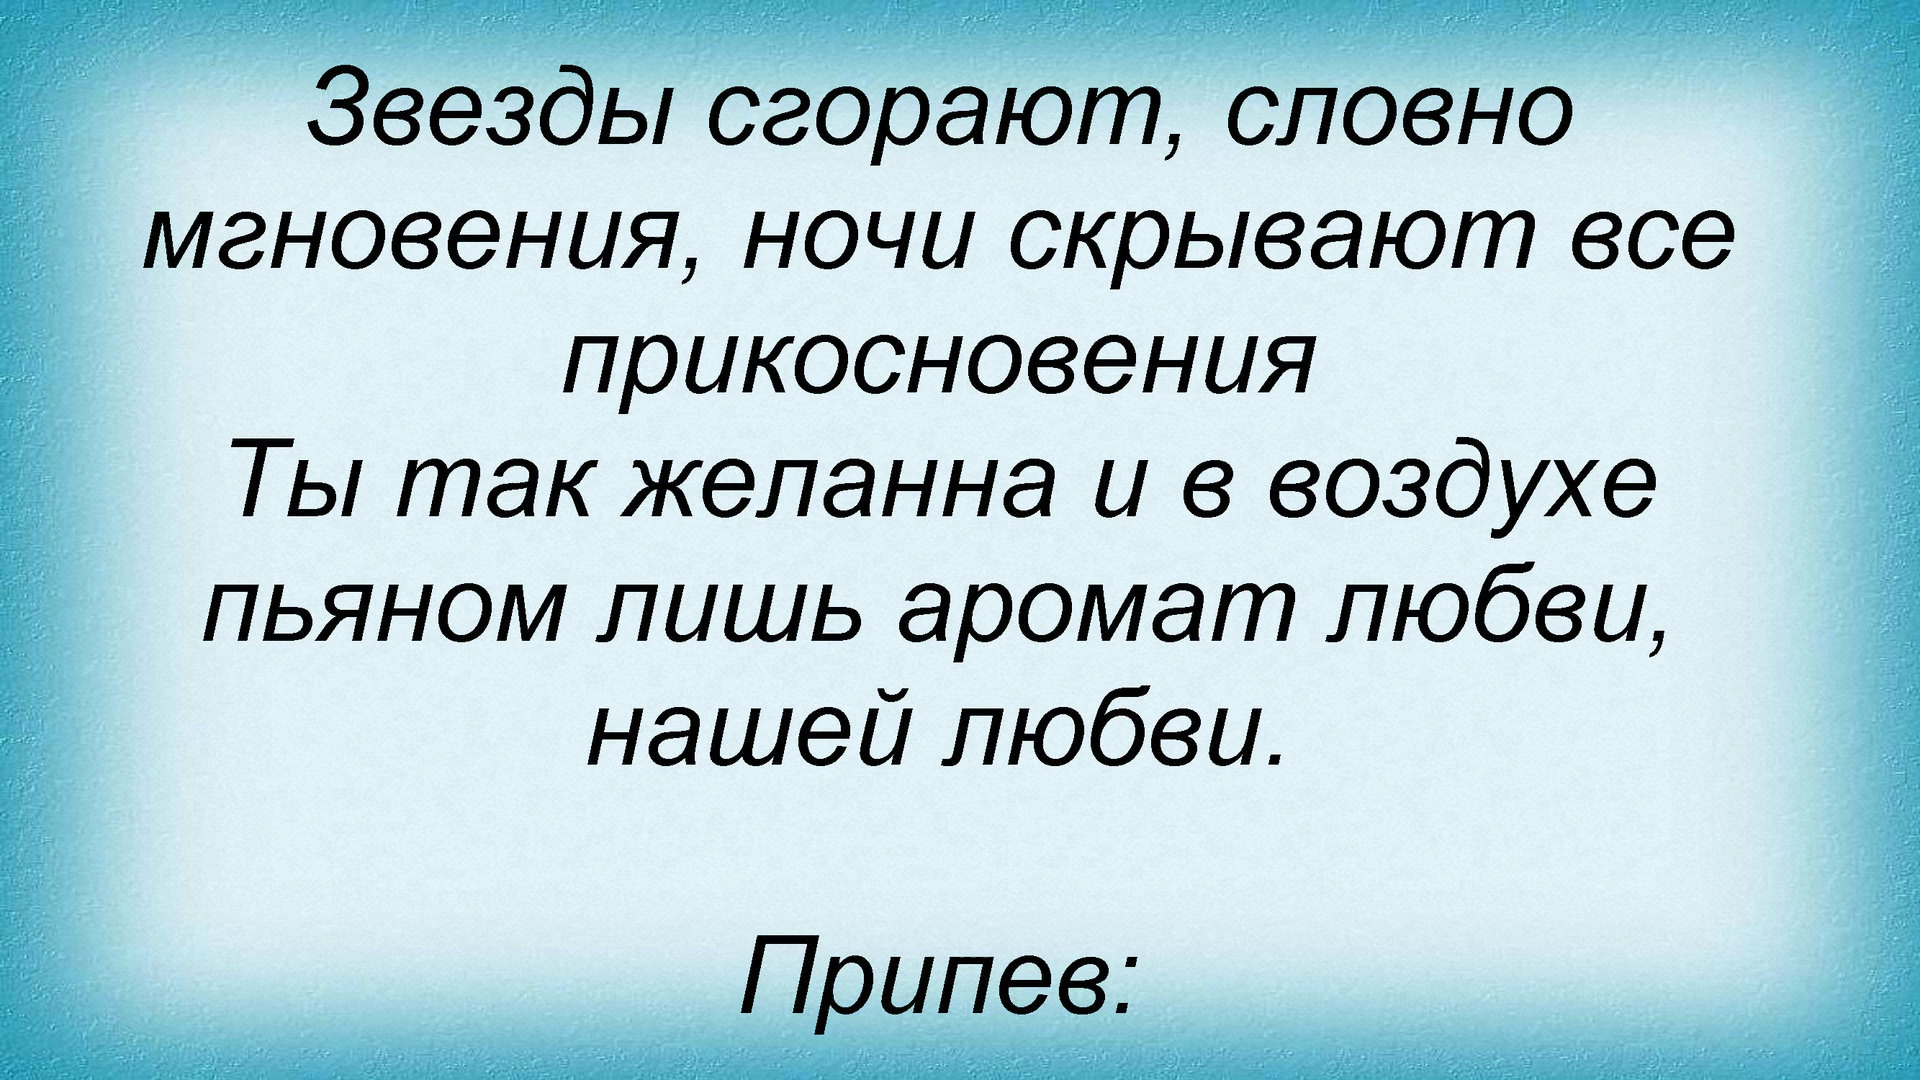 Звезды сгорают, словно
мгновения, ночи скрывают все
прикосновения
Ты так желанна и в воздухе
пьяном лишь аромат любви,
нашей любви.
Припев: